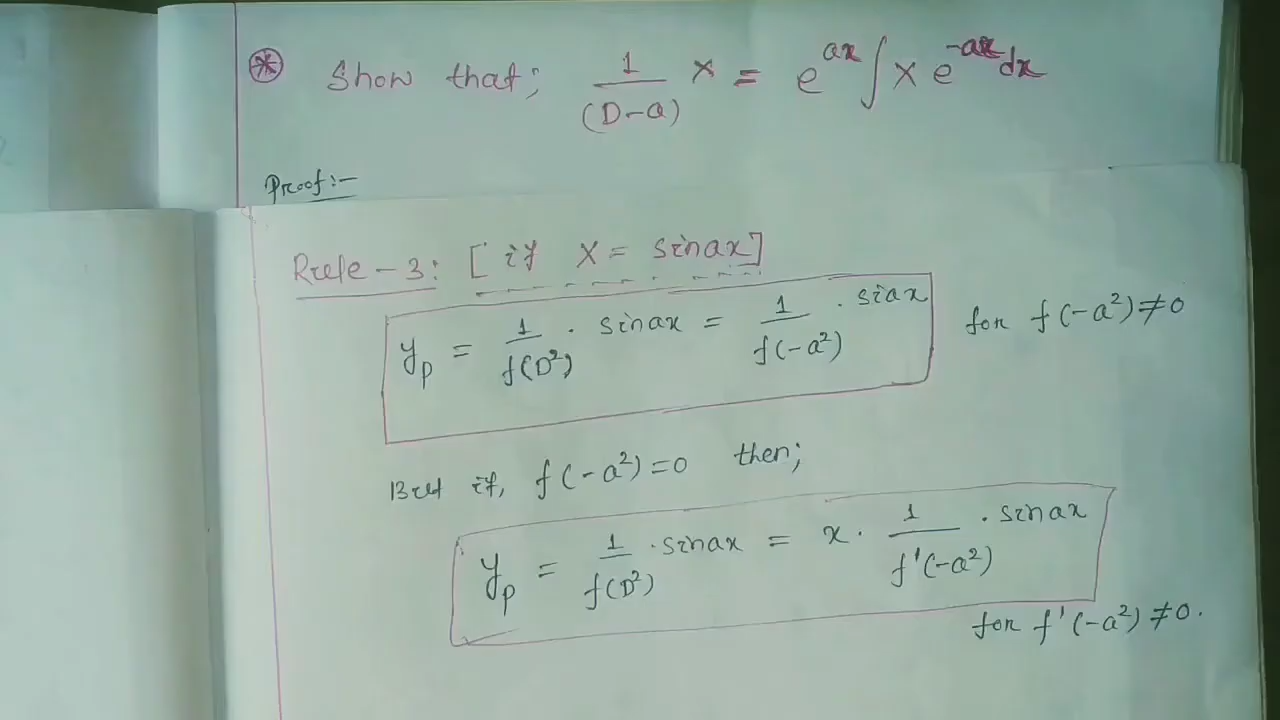 ⊛ Show that; 1/(D-a) X = e^{ax} ∫ X e^{-ax} dx
Proof:-
Rule-3: [if X = sinax]
y_p = 1/f(D²) · sinax = 1/f(-a²) · siax for f(-a²) ≠ 0
But if, f(-a²) = 0 then;
y_p = 1/f(D²) · sinax = x · 1/f'(-a²) · sinax
for f'(-a²) ≠ 0.